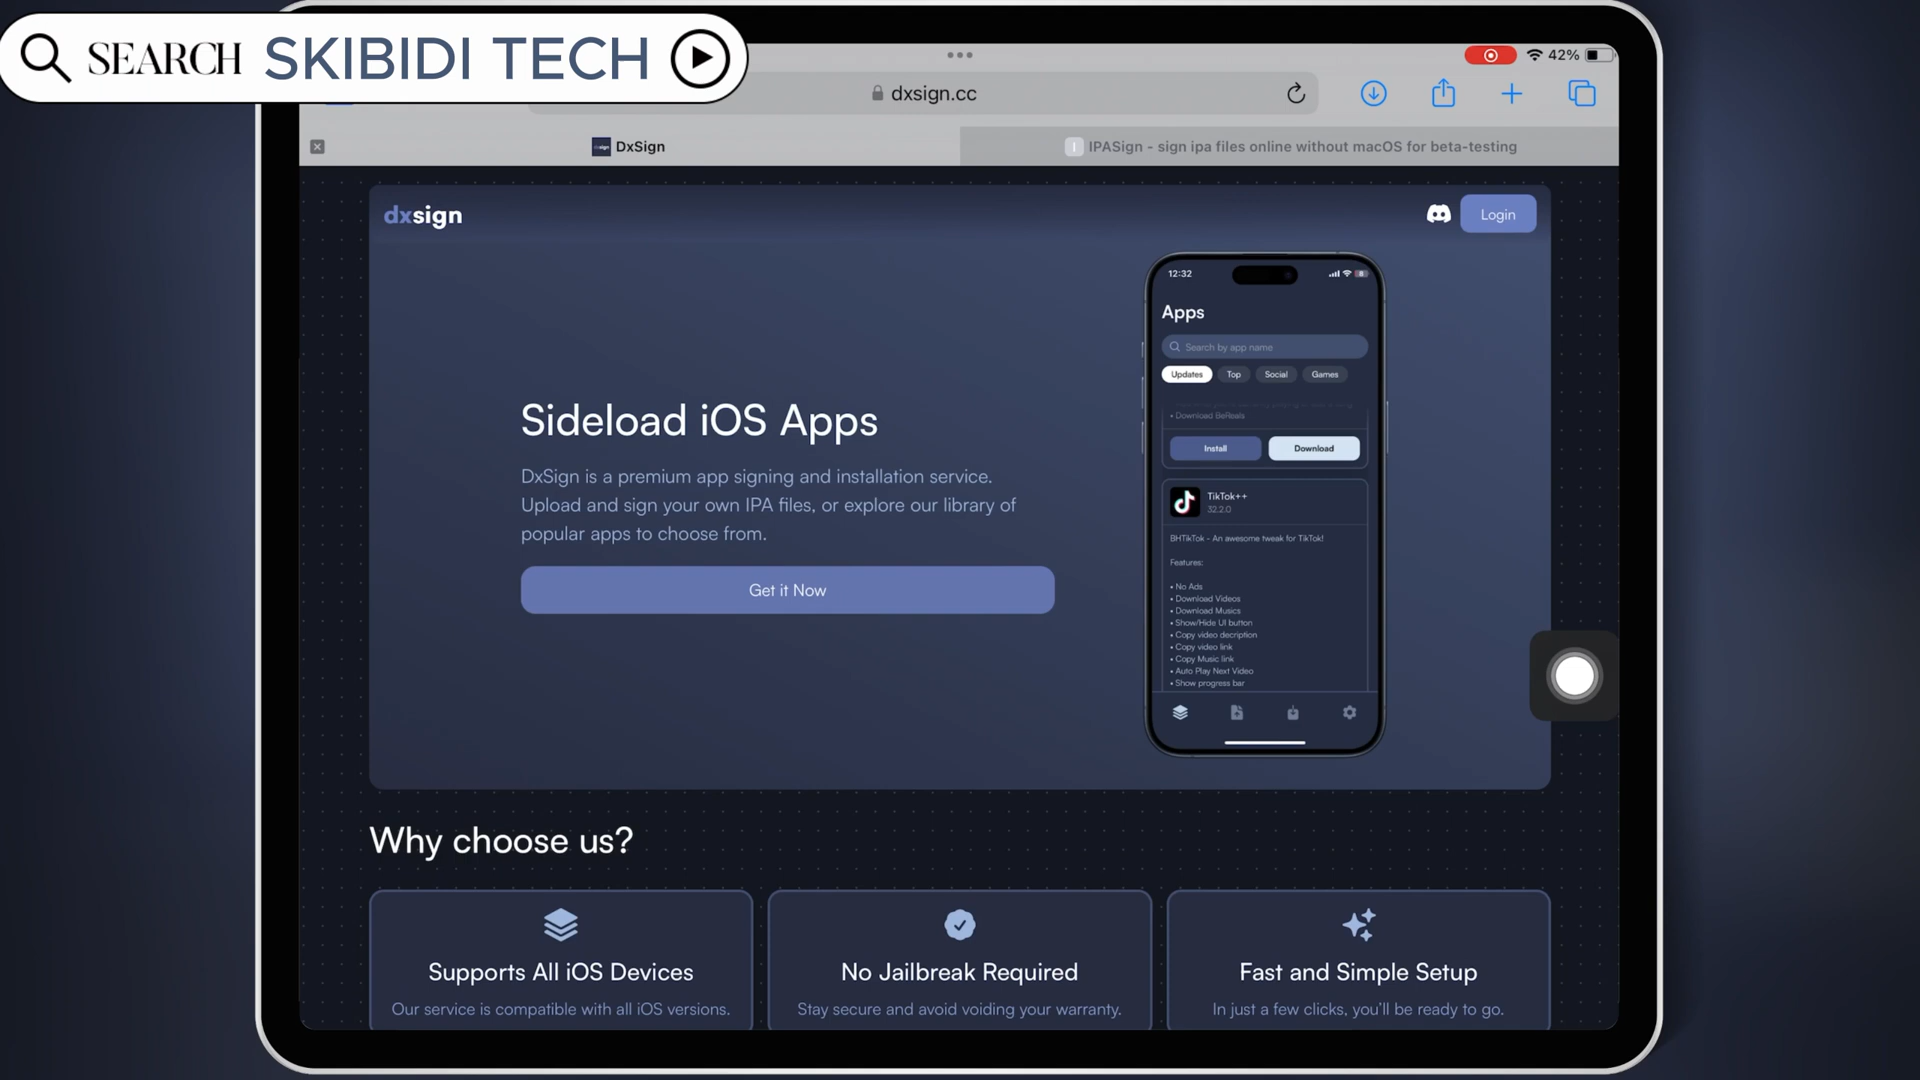 SEARCH SKIBIDI TECH
42%
dxsign.cc
DxSign
IPASign - sign ipa files online without macOS for beta-testing
dxsign
Login
Sideload iOS Apps
DxSign is a premium app signing and installation service.
Upload and sign your own IPA files, or explore our library of
popular apps to choose from.
Get it Now
12:32
Apps
Search by app name
Updates Top Social Games
• Download BeReals
Install Download
TikTok++
32.2.0
BHTikTok - An awesome tweak for TikTok!
Features:
• No Ads
• Download Videos
• Download Musics
• Show/Hide UI button
• Copy video decription
• Copy video link
• Copy Music link
• Auto Play Next Video
• Show progress bar
Why choose us?
Supports All iOS Devices
Our service is compatible with all iOS versions.
No Jailbreak Required
Stay secure and avoid voiding your warranty.
Fast and Simple Setup
In just a few clicks, you'll be ready to go.